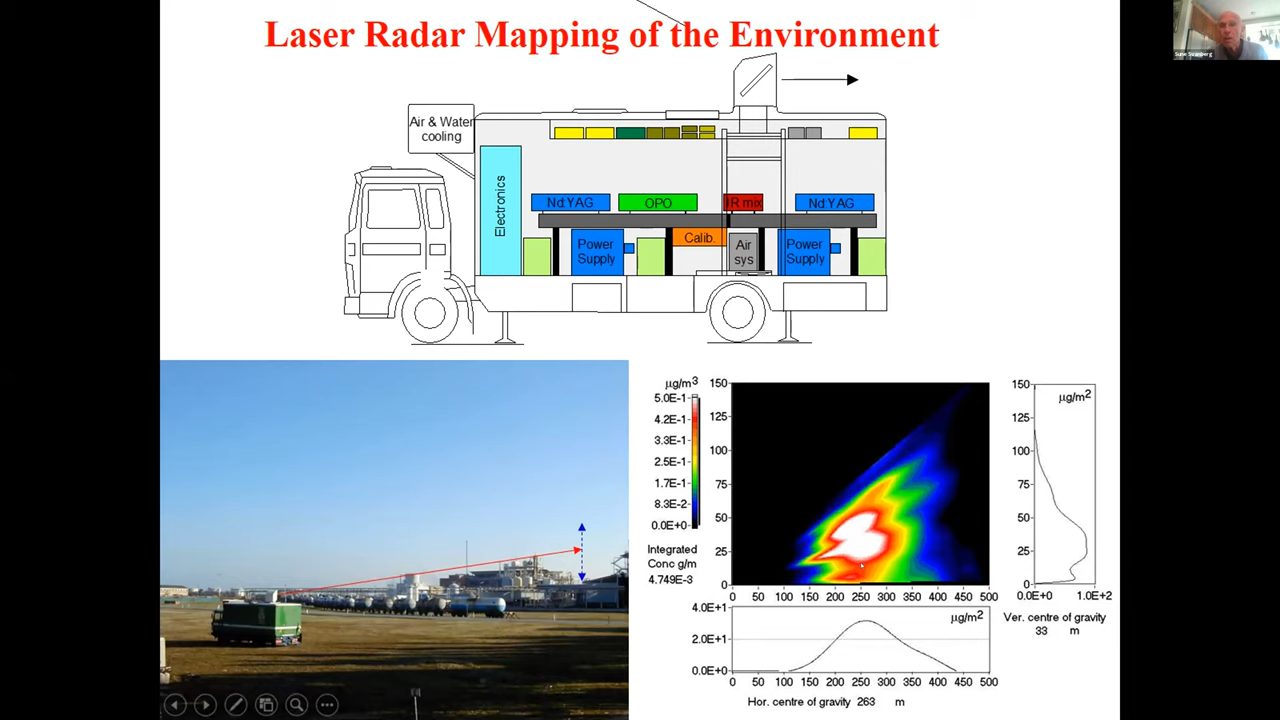 Laser Radar Mapping of the Environment
Sune Svanberg
Air & Water
cooling
Electronics
Nd:YAG
OPO
IR mix
Nd:YAG
Power
Supply
Calib.
Air
sys
Power
Supply
µg/m3
5.0E-1
4.2E-1
3.3E-1
2.5E-1
1.7E-1
8.3E-2
0.0E+0
Integrated
Conc g/m
4.749E-3
150
125
100
75
50
25
0
0 50 100 150 200 250 300 350 400 450 500
150
125
100
75
50
25
0
µg/m2
0.0E+0 1.0E+2
Ver. centre of gravity
33 m
4.0E+1
2.0E+1
0.0E+0
µg/m2
0 50 100 150 200 250 300 350 400 450 500
Hor. centre of gravity 263 m